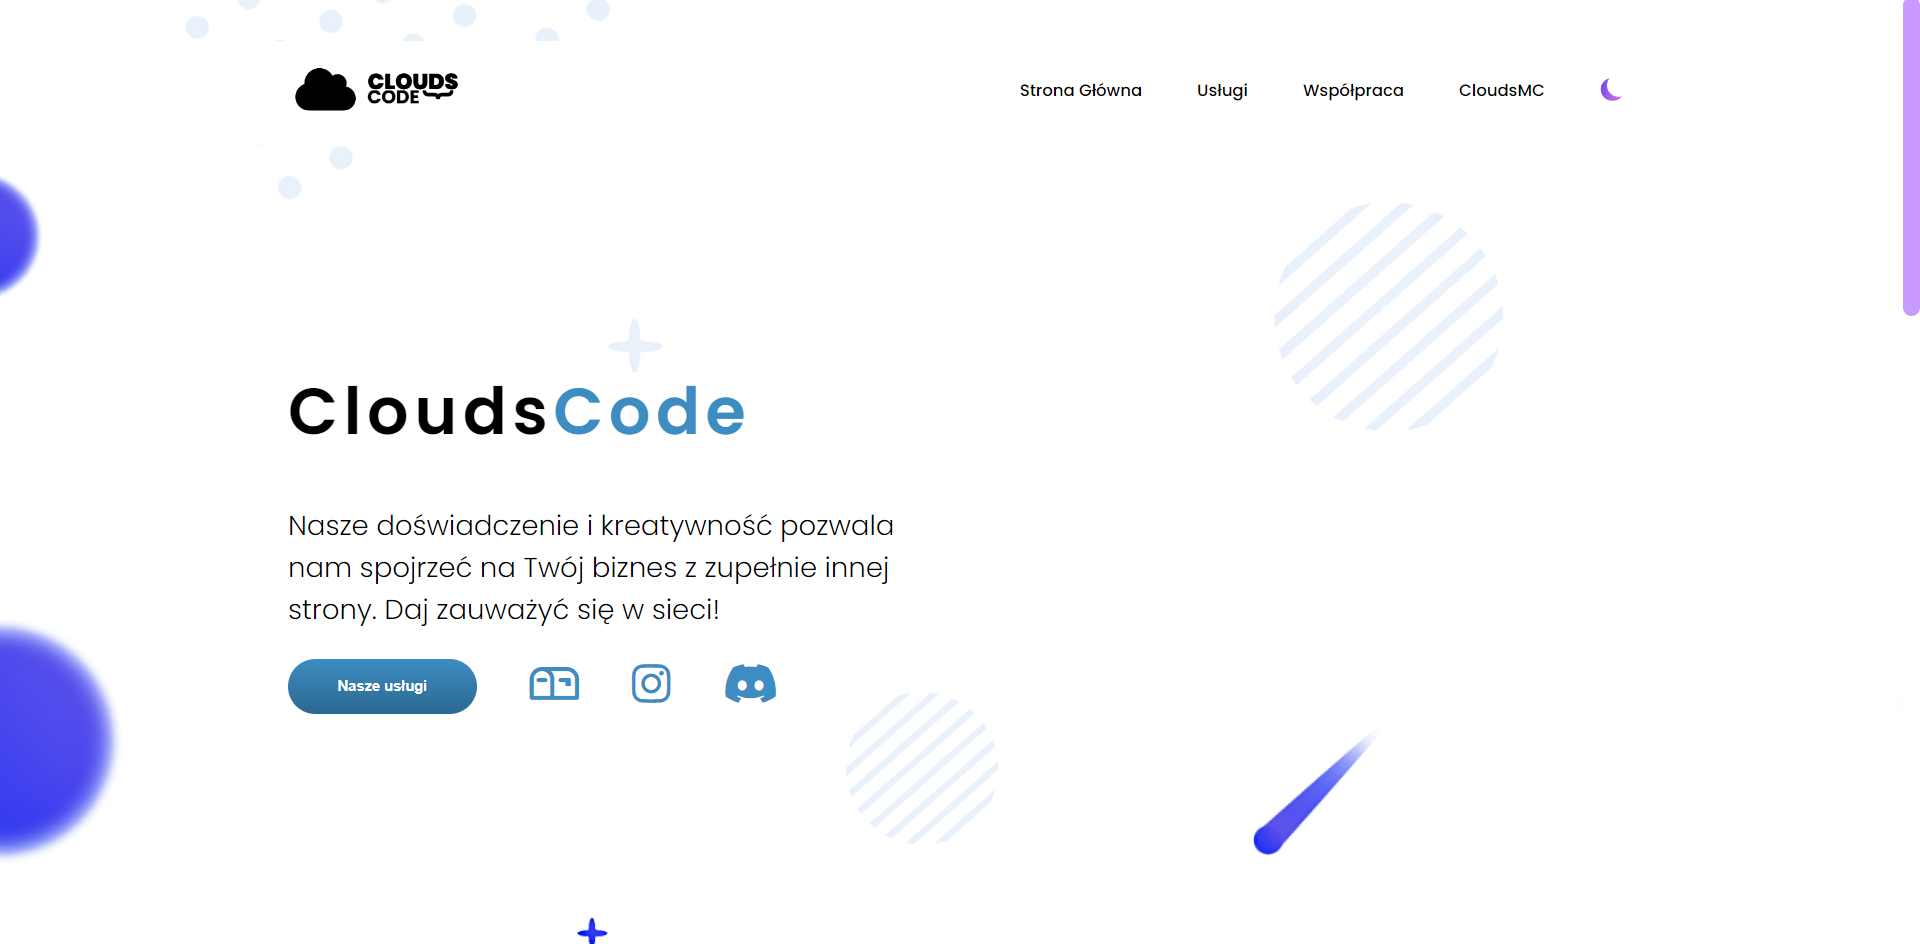 CLOUDS
CODE
Strona Główna
Usługi
Współpraca
CloudsMC
CloudsCode
Nasze doświadczenie i kreatywność pozwala
nam spojrzeć na Twój biznes z zupełnie innej
strony. Daj zauważyć się w sieci!
Nasze usługi